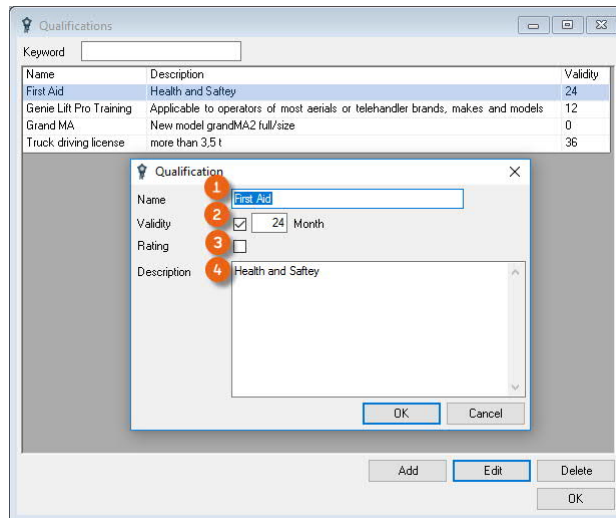 Qualifications
Keyword
Name Description Validity
First Aid Health and Saftey 24
Genie Lift Pro Training Applicable to operators of most aerials or telehandler brands, makes and models 12
Grand MA New model grandMA2 full/size 0
Truck driving license more than 3,5 t 36
Qualification
1
Name First Aid
2
Validity 24 Month
3
Rating
4
Description Health and Saftey
OK Cancel
Add Edit Delete
OK